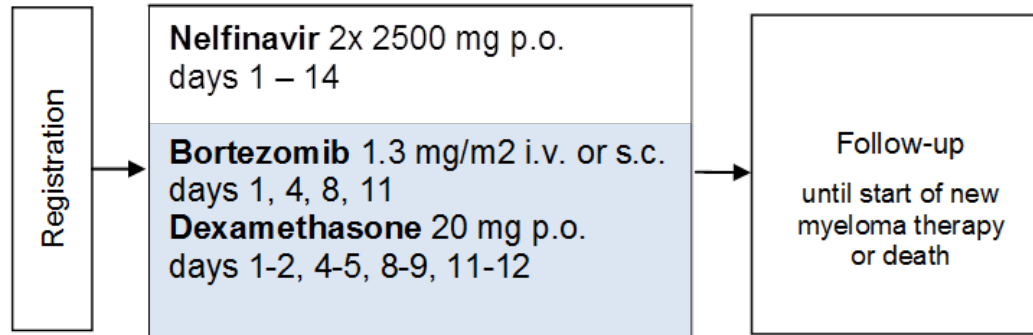 Registration
Nelfinavir 2x 2500 mg p.o.
days 1 – 14
Bortezomib 1.3 mg/m2 i.v. or s.c.
days 1, 4, 8, 11
Dexamethasone 20 mg p.o.
days 1-2, 4-5, 8-9, 11-12
Follow-up
until start of new
myeloma therapy
or death